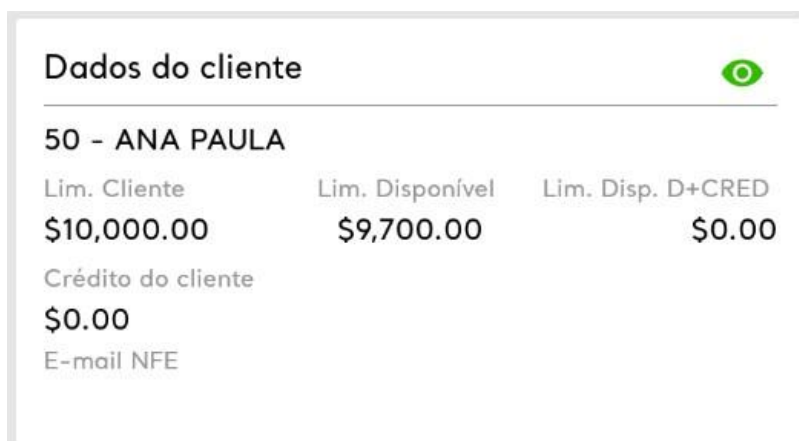 Dados do cliente
50 - ANA PAULA
Lim. Cliente Lim. Disponível Lim. Disp. D+CRED
$10,000.00 $9,700.00 $0.00
Crédito do cliente
$0.00
E-mail NFE